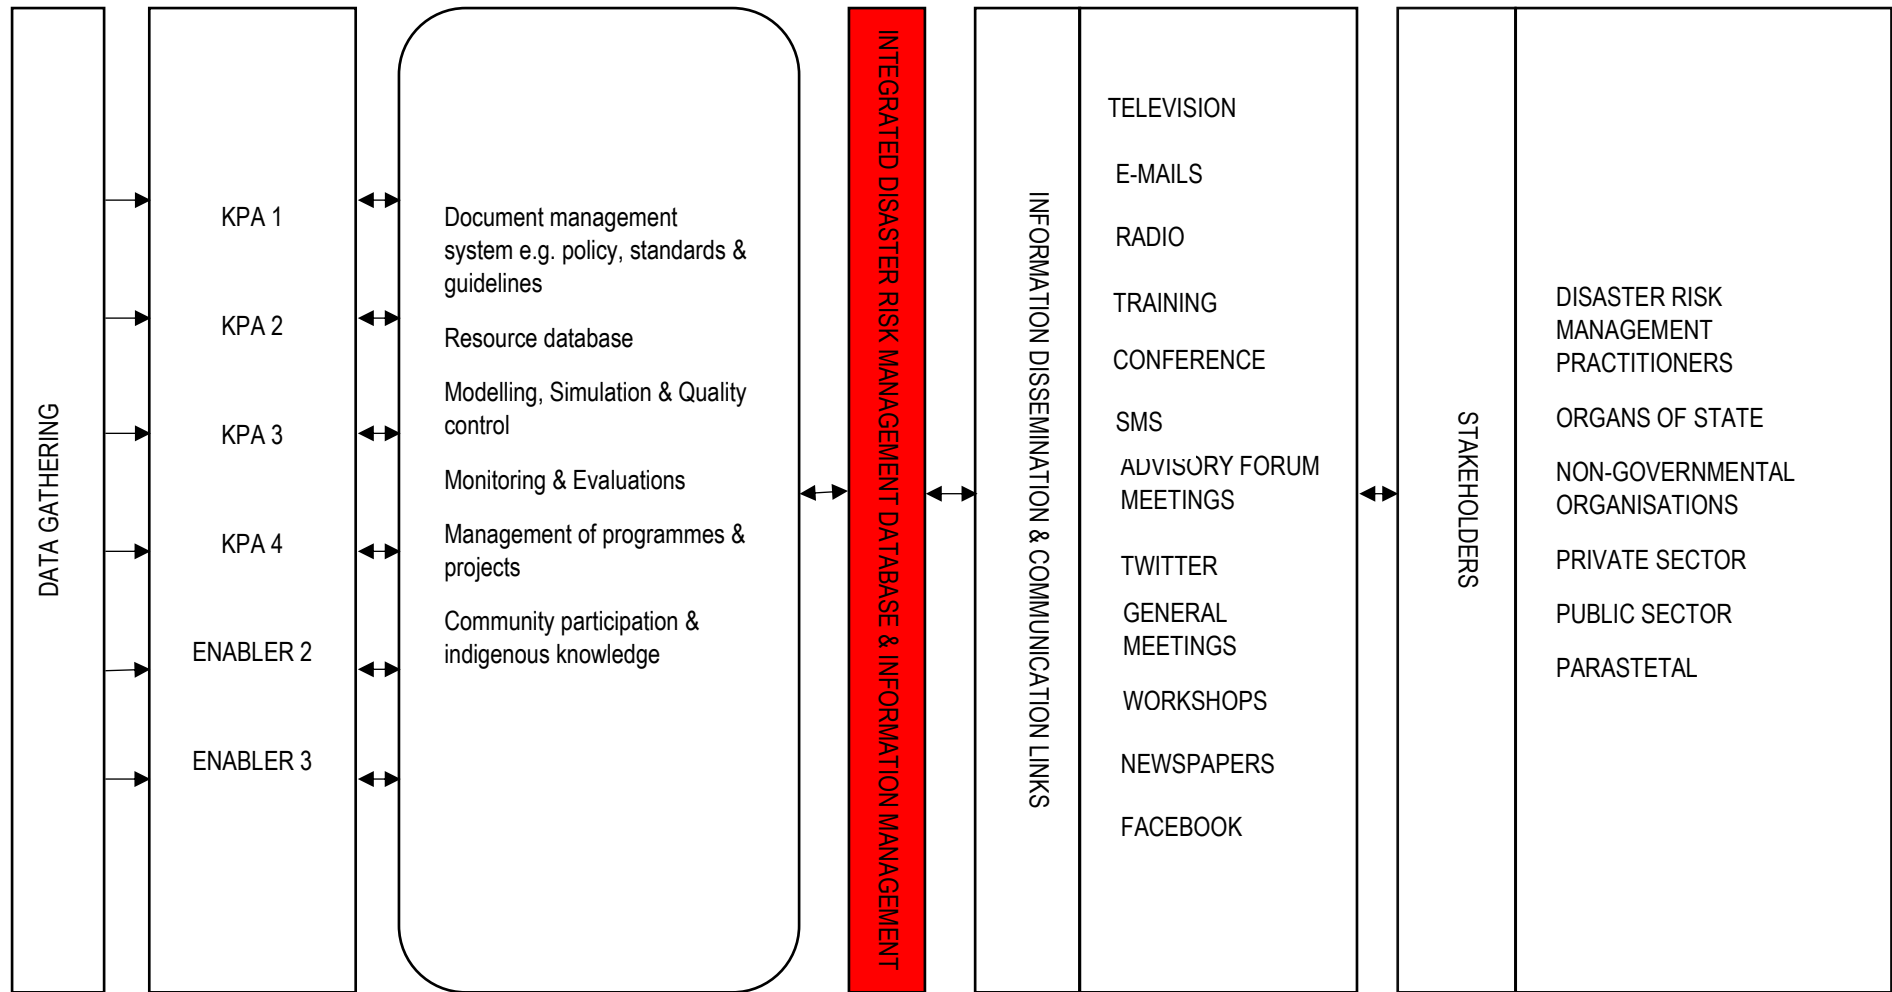 DATA GATHERING
KPA 1
KPA 2
KPA 3
KPA 4
ENABLER 2
ENABLER 3
Document management
system e.g. policy, standards &
guidelines
Resource database
Modelling, Simulation & Quality
control
Monitoring & Evaluations
Management of programmes &
projects
Community participation &
indigenous knowledge
INTEGRATED DISASTER RISK MANAGEMENT DATABASE & INFORMATION MANAGEMENT
INFORMATION DISSEMINATION & COMMUNICATION LINKS
TELEVISION
E-MAILS
RADIO
TRAINING
CONFERENCE
SMS
ADVISORY FORUM
MEETINGS
TWITTER
GENERAL
MEETINGS
WORKSHOPS
NEWSPAPERS
FACEBOOK
STAKEHOLDERS
DISASTER RISK
MANAGEMENT
PRACTITIONERS
ORGANS OF STATE
NON-GOVERNMENTAL
ORGANISATIONS
PRIVATE SECTOR
PUBLIC SECTOR
PARASTETAL